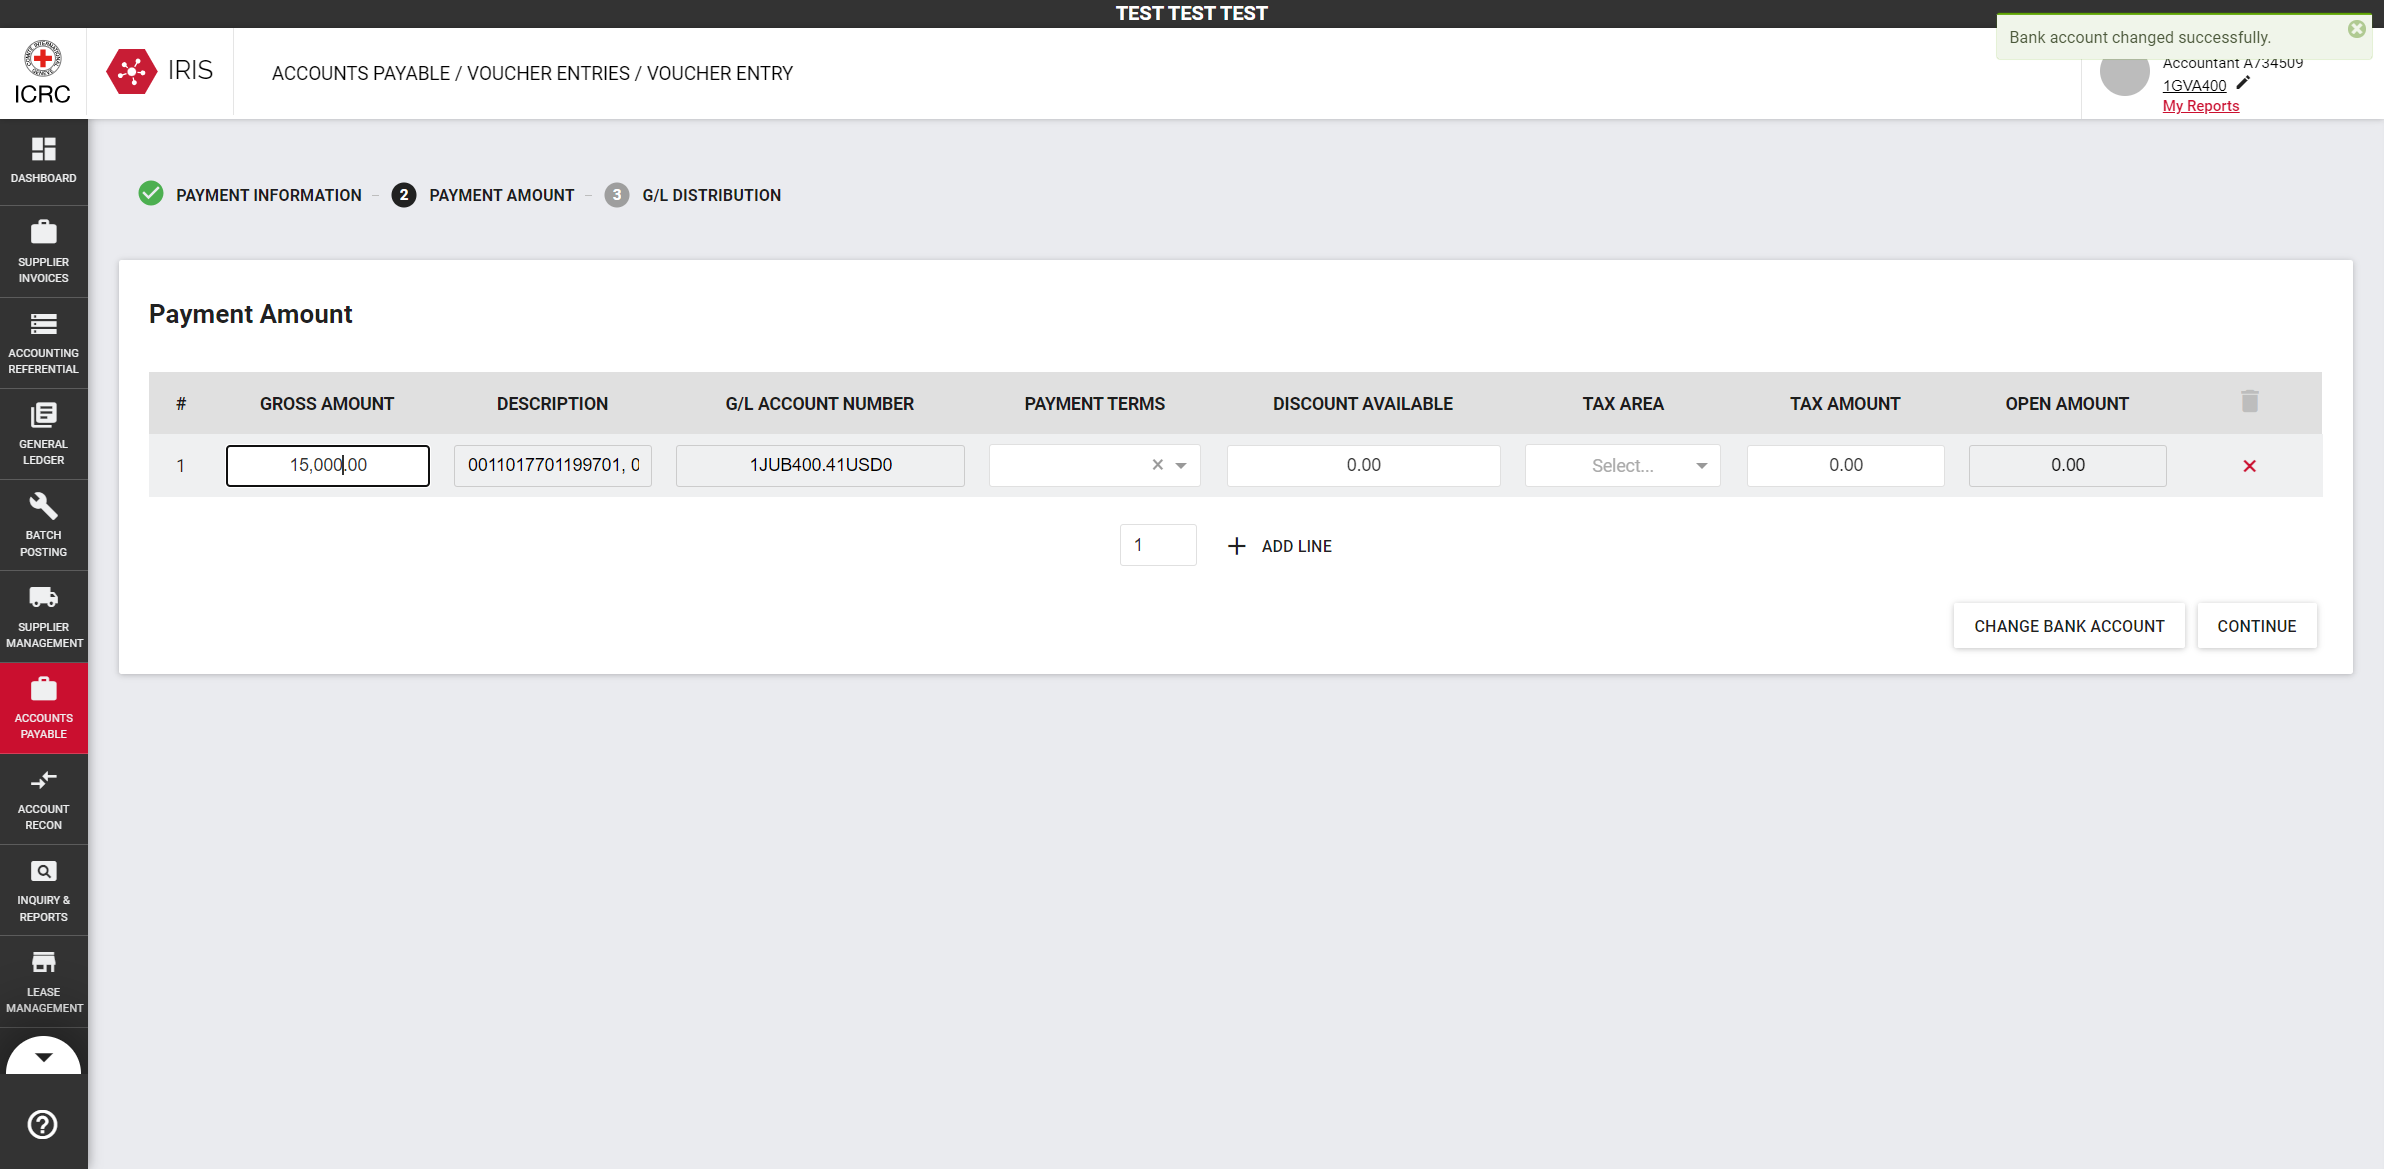 TEST TEST TEST
Bank account changed successfully.
COMITE INTERNATIONAL GENEVE
ICRC
IRIS
ACCOUNTS PAYABLE / VOUCHER ENTRIES / VOUCHER ENTRY
Accountant A734509
1GVA400
My Reports
DASHBOARD
SUPPLIER
INVOICES
ACCOUNTING
REFERENTIAL
GENERAL
LEDGER
BATCH
POSTING
SUPPLIER
MANAGEMENT
ACCOUNTS
PAYABLE
ACCOUNT
RECON
INQUIRY &
REPORTS
LEASE
MANAGEMENT
PAYMENT INFORMATION – 2 PAYMENT AMOUNT – 3 G/L DISTRIBUTION
Payment Amount
# GROSS AMOUNT DESCRIPTION G/L ACCOUNT NUMBER PAYMENT TERMS DISCOUNT AVAILABLE TAX AREA TAX AMOUNT OPEN AMOUNT
1 15,000.00 0011017701199701, 0 1JUB400.41USD0 0.00 Select... 0.00 0.00
1 ADD LINE
CHANGE BANK ACCOUNT CONTINUE